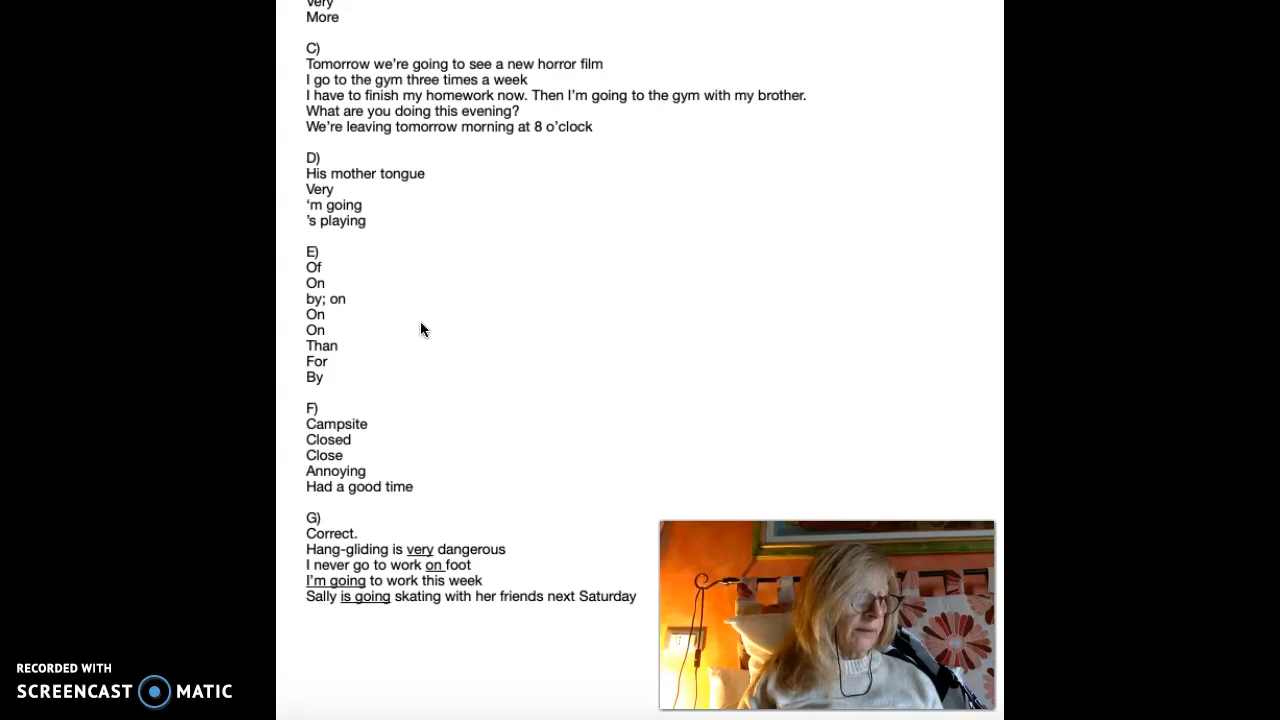 Very
More
C)
Tomorrow we're going to see a new horror film
I go to the gym three times a week
I have to finish my homework now. Then I'm going to the gym with my brother.
What are you doing this evening?
We're leaving tomorrow morning at 8 o'clock
D)
His mother tongue
Very
‘m going
’s playing
E)
Of
On
by; on
On
On
Than
For
By
F)
Campsite
Closed
Close
Annoying
Had a good time
G)
Correct.
Hang-gliding is very dangerous
I never go to work on foot
I'm going to work this week
Sally is going skating with her friends next Saturday
RECORDED WITH
SCREENCAST MATIC